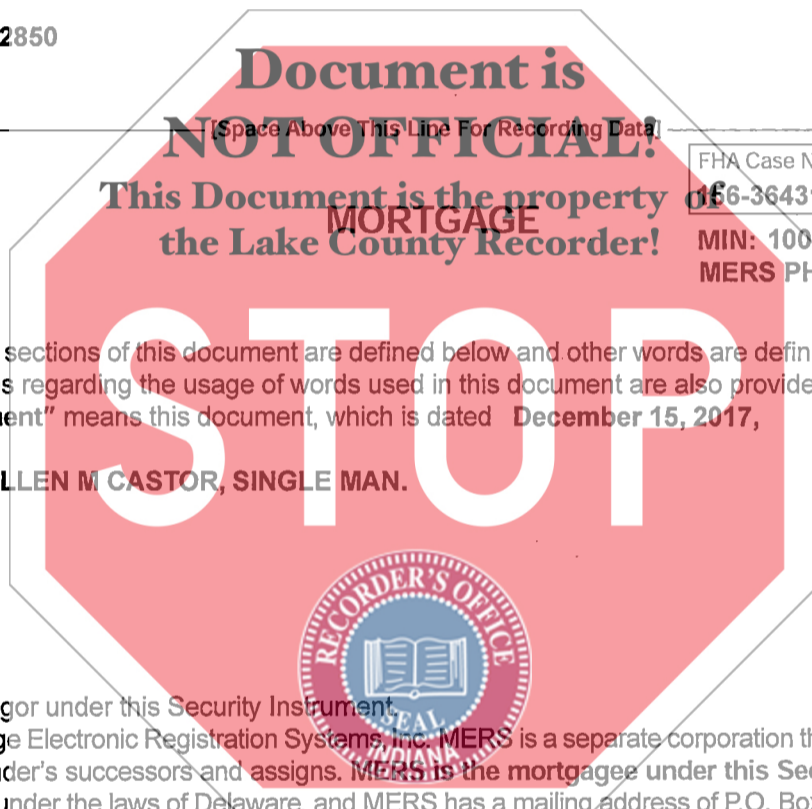 2850
Document is
[Space Above This Line For Recording Data]
NOT OFFICIAL!
FHA Case N
156-3643
This Document is the property of
MORTGAGE
the Lake County Recorder!
MIN: 100
MERS PH
STOP
sections of this document are defined below and other words are defin
s regarding the usage of words used in this document are also provide
ent” means this document, which is dated December 15, 2017,
LLEN M CASTOR, SINGLE MAN.
RECORDER'S OFFICE
SEAL
INDIANA
gor under this Security Instrument.
ge Electronic Registration Systems, Inc. MERS is a separate corporation th
der's successors and assigns. MERS is the mortgagee under this Sec
under the laws of Delaware, and MERS has a mailing address of P.O. Bo